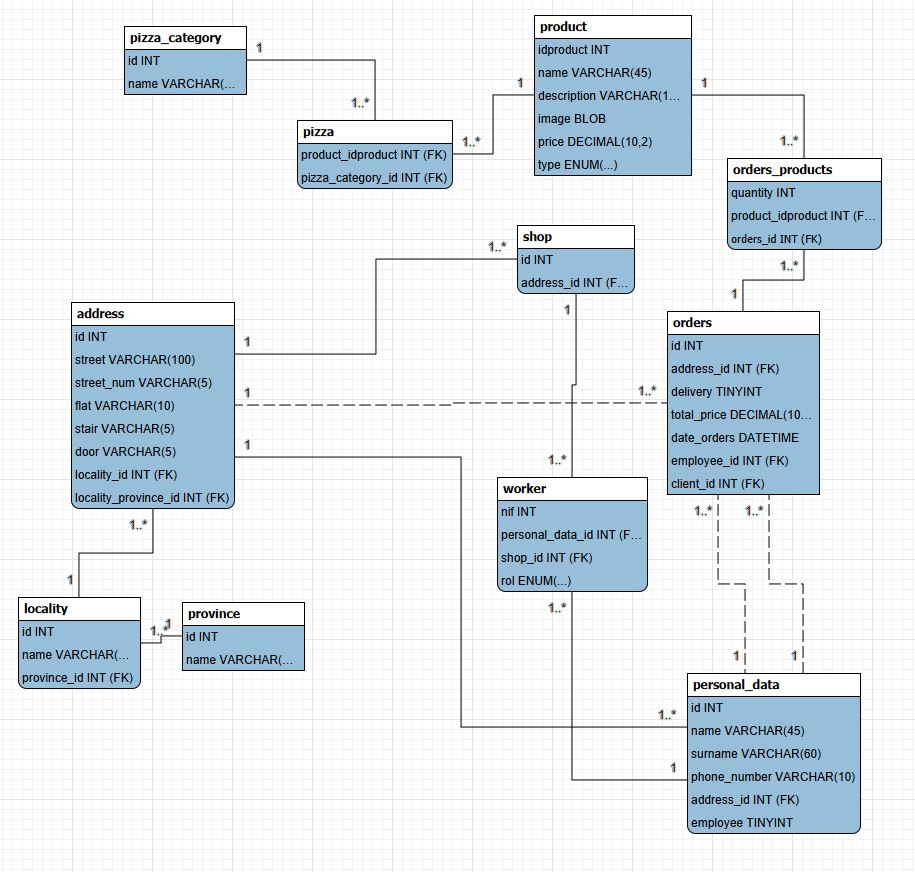 pizza_category
id INT
name VARCHAR(...
1
1..*
pizza
product_idproduct INT (FK)
pizza_category_id INT (FK)
1..*
1
product
idproduct INT
name VARCHAR(45)
description VARCHAR(1...
image BLOB
price DECIMAL(10,2)
type ENUM(...)
1
1..*
orders_products
quantity INT
product_idproduct INT (F...
orders_id INT (FK)
1..*
1
shop
id INT
address_id INT (F...
1..*
1
address
id INT
street VARCHAR(100)
street_num VARCHAR(5)
flat VARCHAR(10)
stair VARCHAR(5)
door VARCHAR(5)
locality_id INT (FK)
locality_province_id INT (FK)
1
1
1
1..*
1
orders
id INT
address_id INT (FK)
delivery TINYINT
total_price DECIMAL(10...
date_orders DATETIME
employee_id INT (FK)
client_id INT (FK)
1..*
1..*
1..*
1..*
worker
nif INT
personal_data_id INT (F...
shop_id INT (FK)
rol ENUM(...)
1..*
locality
id INT
name VARCHAR(...
province_id INT (FK)
1..*
1
province
id INT
name VARCHAR(...
1
1
personal_data
id INT
name VARCHAR(45)
surname VARCHAR(60)
phone_number VARCHAR(10)
address_id INT (FK)
employee TINYINT
1..*
1